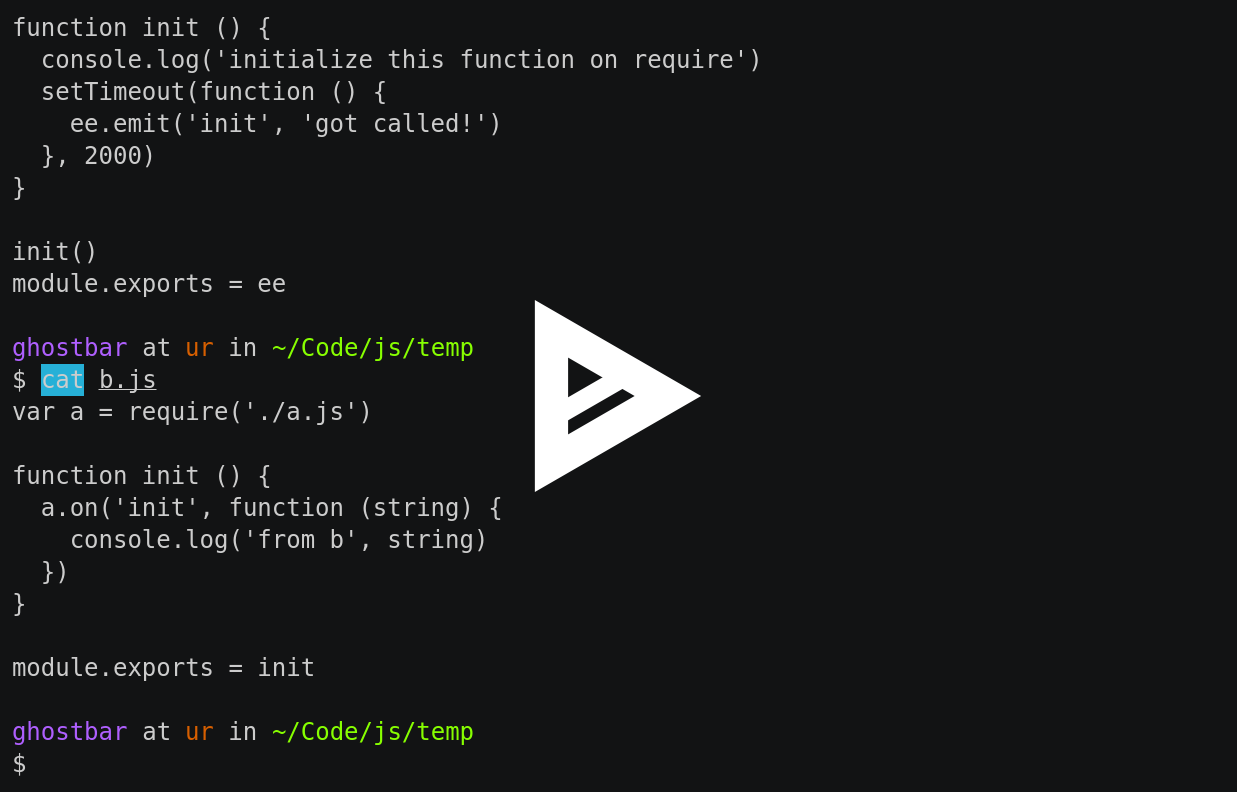 function init () {
  console.log('initialize this function on require')
  setTimeout(function () {
    ee.emit('init', 'got called!')
  }, 2000)
}

init()
module.exports = ee

ghostbar at ur in ~/Code/js/temp
$ cat b.js
var a = require('./a.js')

function init () {
  a.on('init', function (string) {
    console.log('from b', string)
  })
}

module.exports = init

ghostbar at ur in ~/Code/js/temp
$